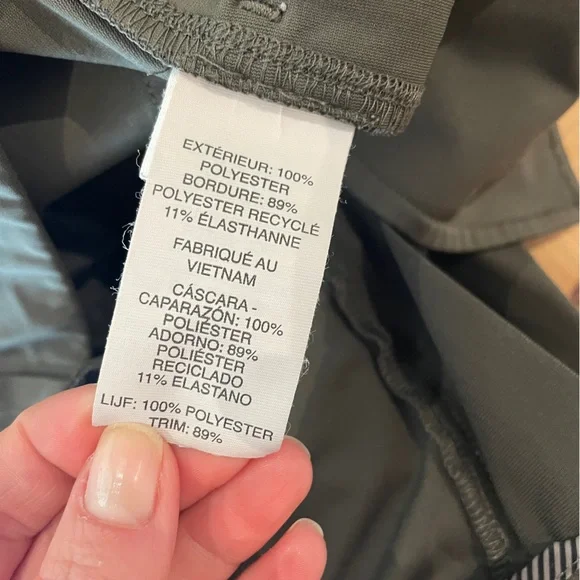 EXTÉRIEUR: 100%
POLYESTER
BORDURE: 89%
POLYESTER RECYCLÉ
11% ÉLASTHANNE
FABRIQUÉ AU
VIETNAM
CÁSCARA -
CAPARAZÓN: 100%
POLIÉSTER
ADORNO: 89%
POLIÉSTER
RECICLADO
11% ELASTANO
LIJF: 100% POLYESTER
TRIM: 89%